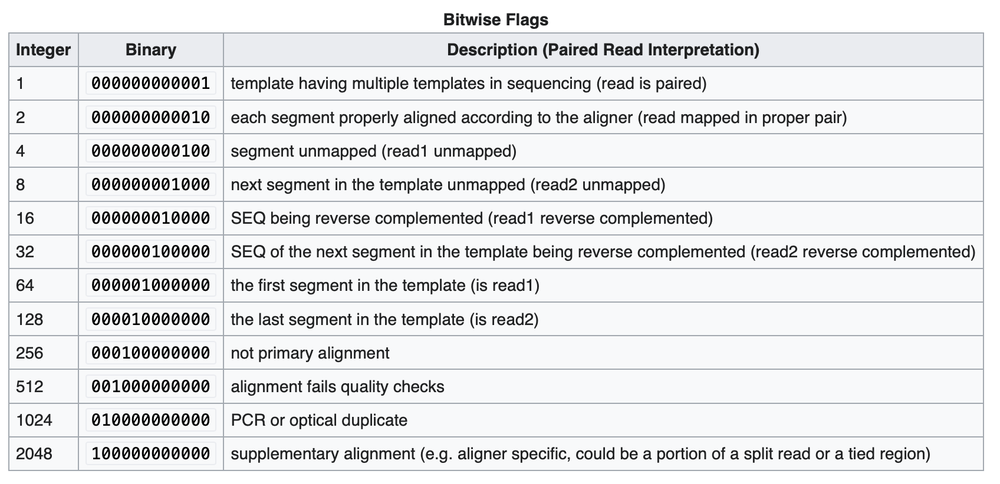 Bitwise Flags
Integer Binary Description (Paired Read Interpretation)
1 000000000001 template having multiple templates in sequencing (read is paired)
2 000000000010 each segment properly aligned according to the aligner (read mapped in proper pair)
4 000000000100 segment unmapped (read1 unmapped)
8 000000001000 next segment in the template unmapped (read2 unmapped)
16 000000010000 SEQ being reverse complemented (read1 reverse complemented)
32 000000100000 SEQ of the next segment in the template being reverse complemented (read2 reverse complemented)
64 000001000000 the first segment in the template (is read1)
128 000010000000 the last segment in the template (is read2)
256 000100000000 not primary alignment
512 001000000000 alignment fails quality checks
1024 010000000000 PCR or optical duplicate
2048 100000000000 supplementary alignment (e.g. aligner specific, could be a portion of a split read or a tied region)